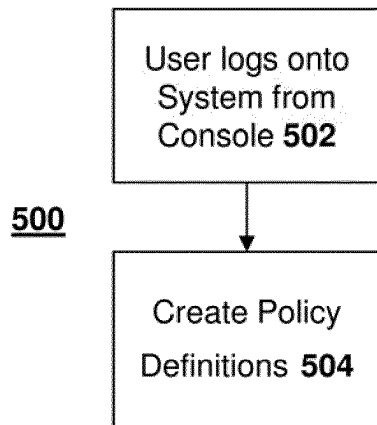 User logs onto
System from
Console 502
500
Create Policy
Definitions 504